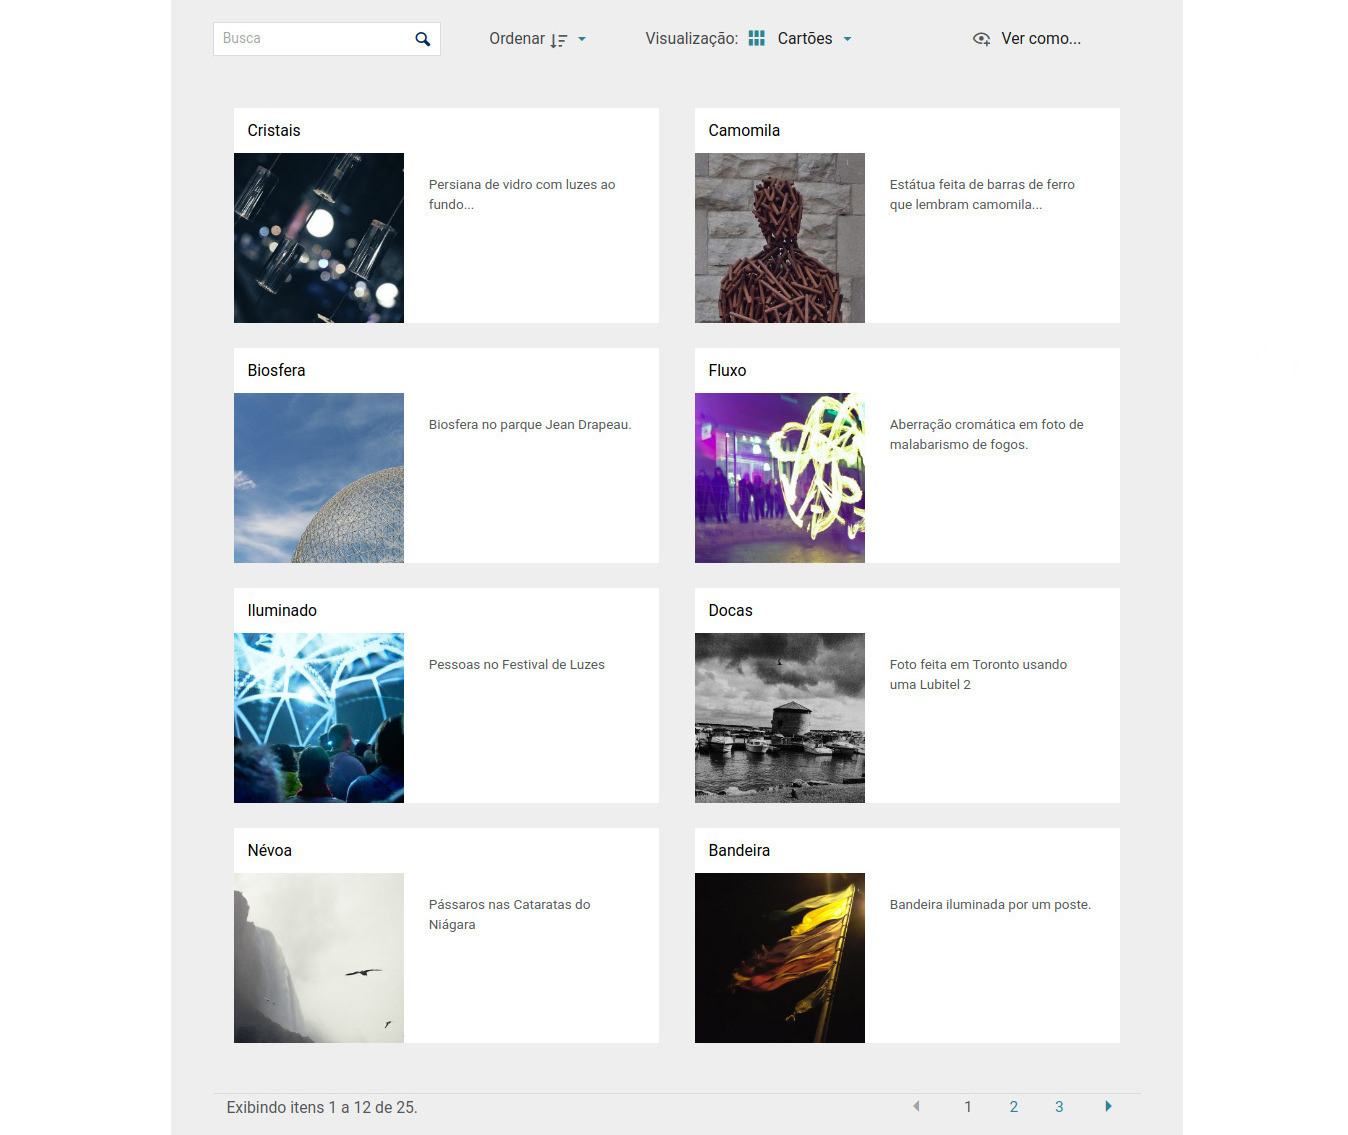 Busca
Ordenar
Visualização: Cartões
Ver como...
Cristais
Persiana de vidro com luzes ao
fundo...
Camomila
Estátua feita de barras de ferro
que lembram camomila...
Biosfera
Biosfera no parque Jean Drapeau.
Fluxo
Aberração cromática em foto de
malabarismo de fogos.
Iluminado
Pessoas no Festival de Luzes
Docas
Foto feita em Toronto usando
uma Lubitel 2
Névoa
Pássaros nas Cataratas do
Niágara
Bandeira
Bandeira iluminada por um poste.
Exibindo itens 1 a 12 de 25.
1 2 3